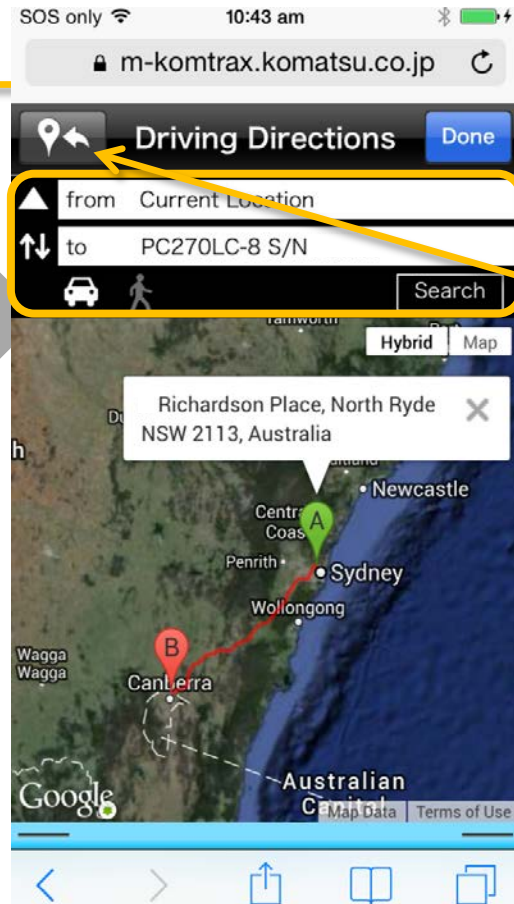 SOS only 10:43 am
m-komtrax.komatsu.co.jp
Driving Directions Done
from Current Location
to PC270LC-8 S/N
Search
Tamworth
Hybrid Map
Richardson Place, North Ryde
NSW 2113, Australia
Newcastle
Central
Coast
Penrith
Sydney
A
Wollongong
B
Wagga
Wagga
Canberra
Australian
Capital
Google
Map Data Terms of Use